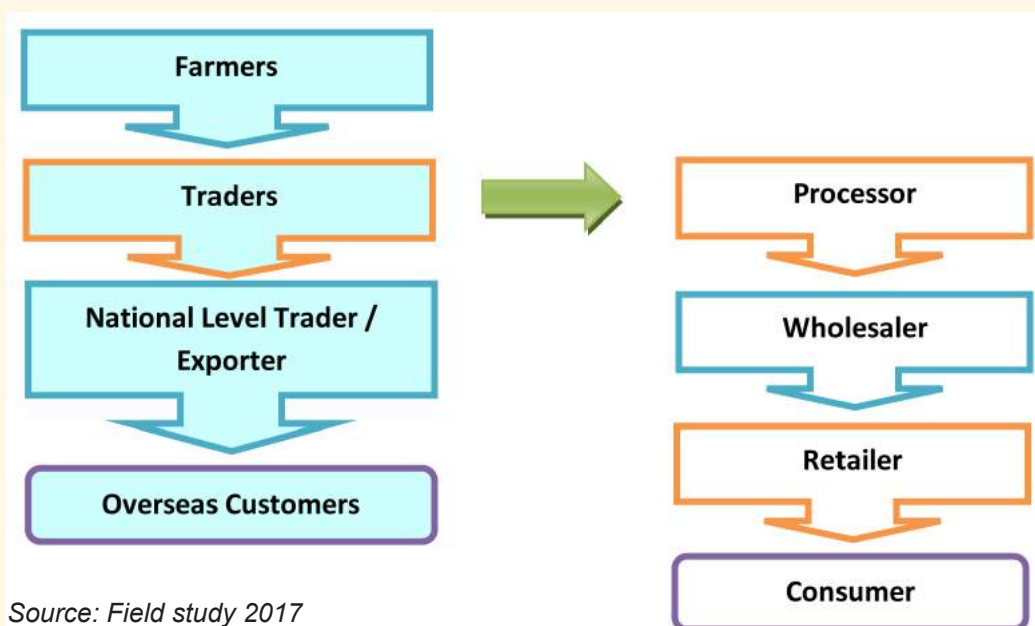 Farmers
Traders
National Level Trader /
Exporter
Overseas Customers
Processor
Wholesaler
Retailer
Consumer
Source: Field study 2017